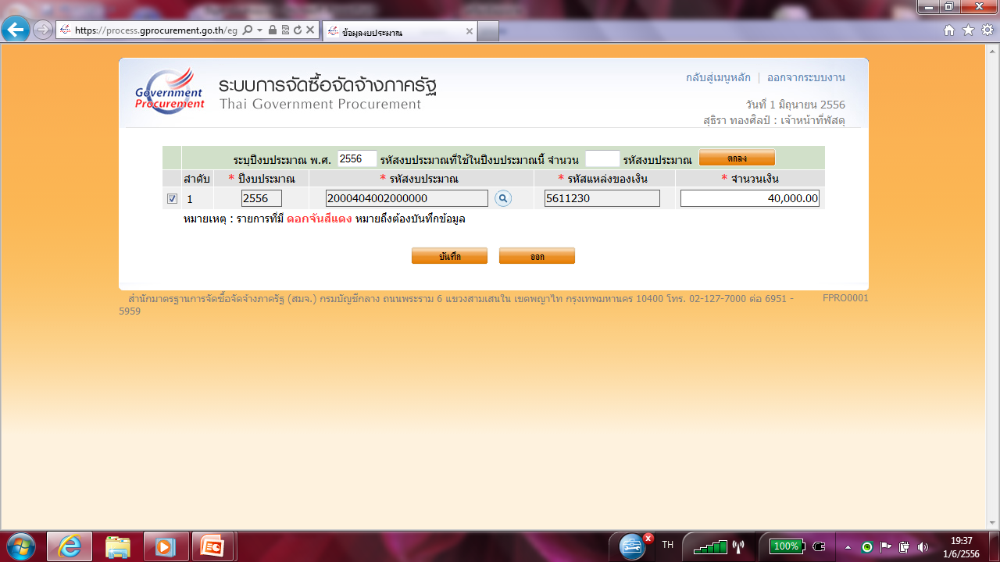 https://process.gprocurement.go.th/eg
ข้อมูลงบประมาณ
Government
Procurement
ระบบการจัดซื้อจัดจ้างภาครัฐ
Thai Government Procurement
กลับสู่เมนูหลัก | ออกจากระบบงาน
วันที่ 1 มิถุนายน 2556
สุธิรา ทองศิลป์ : เจ้าหน้าที่พัสดุ
ระบุปีงบประมาณ พ.ศ. 2556 รหัสงบประมาณที่ใช้ในปีงบประมาณนี้ จำนวน รหัสงบประมาณ ตกลง
ลำดับ * ปีงบประมาณ * รหัสงบประมาณ * รหัสแหล่งของเงิน * จำนวนเงิน
1 2556 2000404002000000 5611230 40,000.00
หมายเหตุ : รายการที่มี ดอกจันสีแดง หมายถึงต้องบันทึกข้อมูล
บันทึก ออก
สำนักมาตรฐานการจัดซื้อจัดจ้างภาครัฐ (สมจ.) กรมบัญชีกลาง ถนนพระราม 6 แขวงสามเสนใน เขตพญาไท กรุงเทพมหานคร 10400 โทร. 02-127-7000 ต่อ 6951 - FPRO0001
5959
TH 100% 19:37
1/6/2556